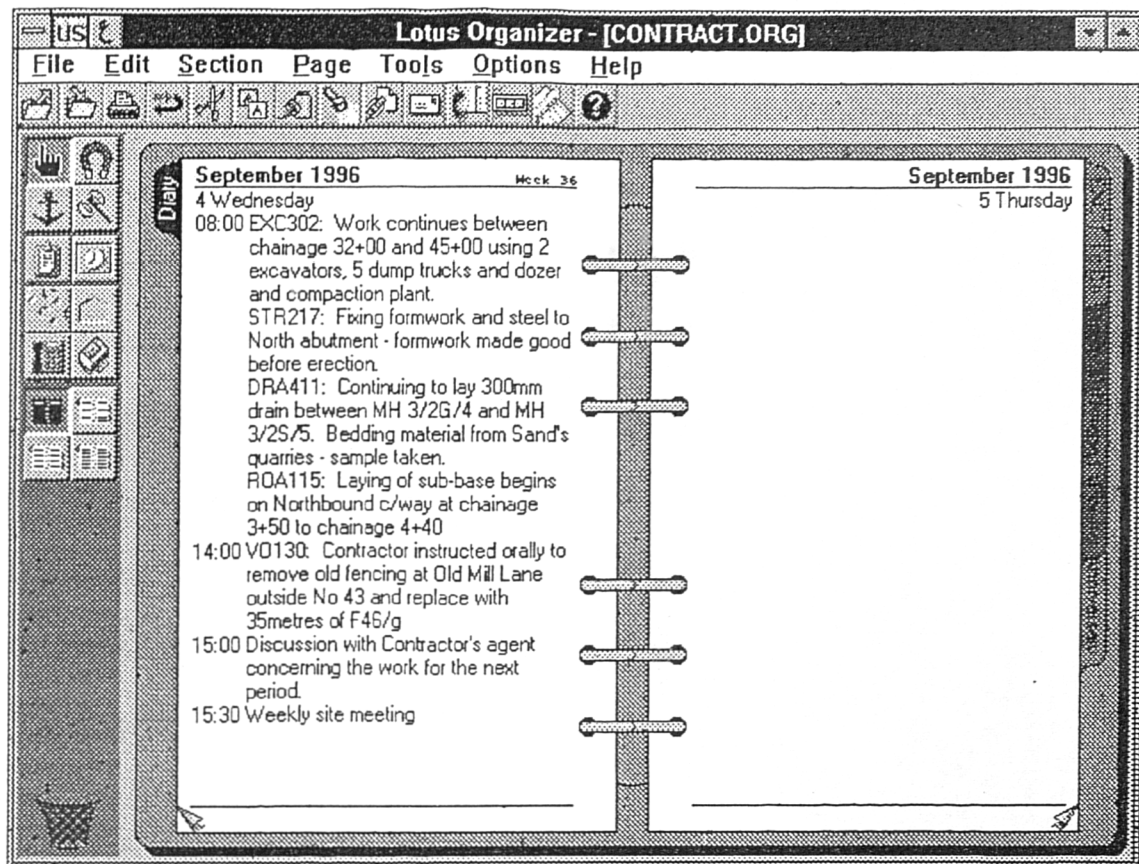 Lotus Organizer - [CONTRACT.ORG]
File Edit Section Page Tools Options Help
Diary
September 1996 Week 36
4 Wednesday
08:00 EXC302: Work continues between
chainage 32+00 and 45+00 using 2
excavators, 5 dump trucks and dozer
and compaction plant.
STR217: Fixing formwork and steel to
North abutment - formwork made good
before erection.
DRA411: Continuing to lay 300mm
drain between MH 3/2G/4 and MH
3/2S/5. Bedding material from Sand's
quarries - sample taken.
ROA115: Laying of sub-base begins
on Northbound c/way at chainage
3+50 to chainage 4+40
14:00 VO130: Contractor instructed orally to
remove old fencing at Old Mill Lane
outside No 43 and replace with
35metres of F46/g
15:00 Discussion with Contractor's agent
concerning the work for the next
period.
15:30 Weekly site meeting
September 1996
5 Thursday